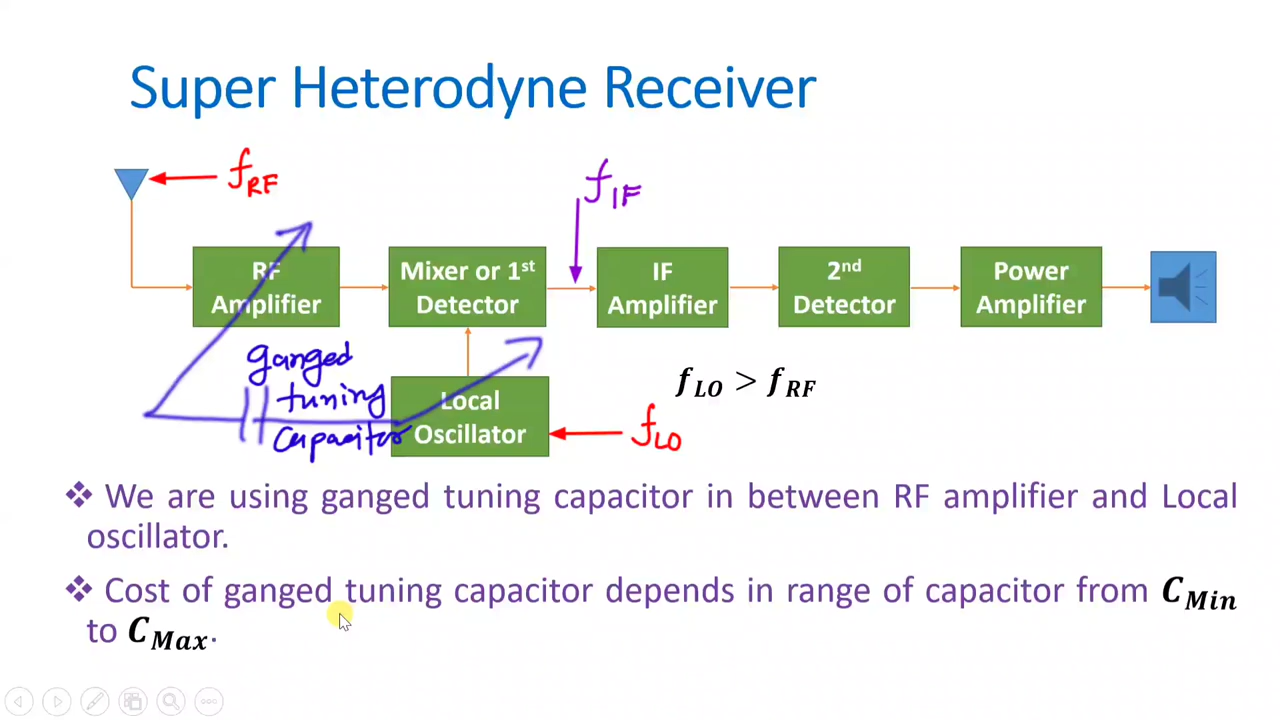 Super Heterodyne Receiver
f_RF
f_IF
RF
Amplifier
Mixer or 1st
Detector
IF
Amplifier
2nd
Detector
Power
Amplifier
ganged
tuning
Capacitor
Local
Oscillator
f_LO > f_RF
f_LO
❖ We are using ganged tuning capacitor in between RF amplifier and Local
oscillator.
❖ Cost of ganged tuning capacitor depends in range of capacitor from C_Min
to C_Max.